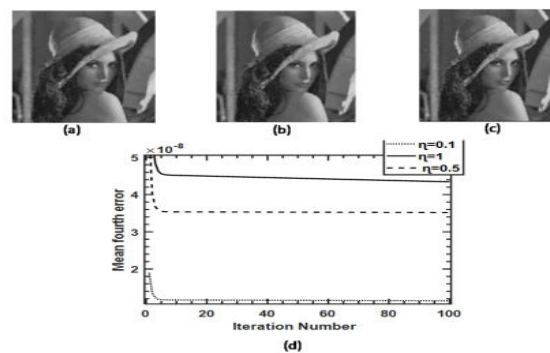 (a) (b) (c)
×10⁻⁸
η=0.1
η=1
η=0.5
5
4
3
2
0 20 40 60 80 100
Mean fourth error
Iteration Number
(d)